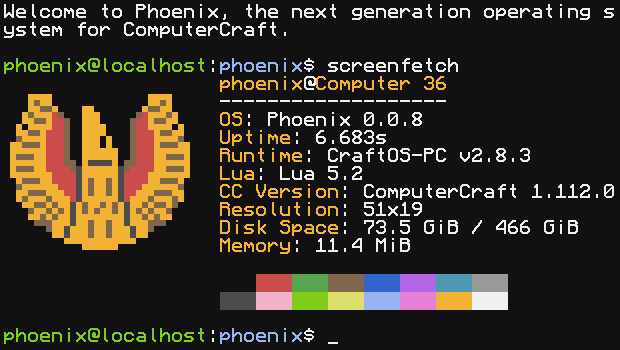 Welcome to Phoenix, the next generation operating s
ystem for ComputerCraft.
phoenix@localhost:phoenix$ screenfetch
phoenix@Computer 36
-------------------
OS: Phoenix 0.0.8
Uptime: 6.683s
Runtime: CraftOS-PC v2.8.3
Lua: Lua 5.2
CC Version: ComputerCraft 1.112.0
Resolution: 51x19
Disk Space: 73.5 GiB / 466 GiB
Memory: 11.4 MiB
phoenix@localhost:phoenix$ _